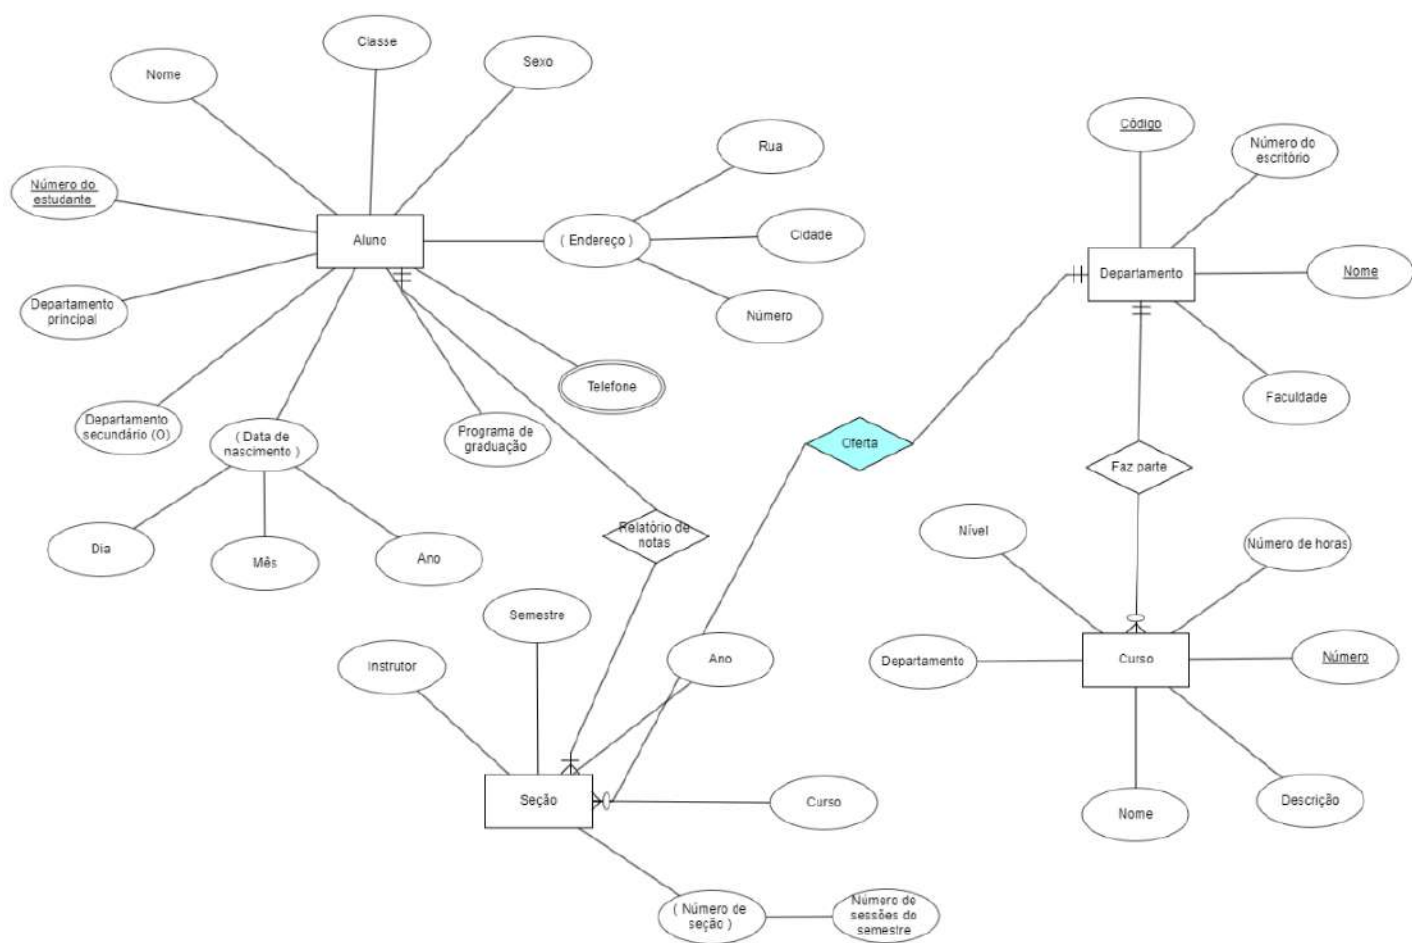 Classe
Sexo
Nome
Código
Número do
escritório
Rua
Número do
estudante
Aluno
( Endereço )
Cidade
Departamento
Nome
Departamento
principal
Número
Telefone
Faculdade
Departamento
secundário (O)
( Data de
nascimento )
Programa de
graduação
Oferta
Faz parte
Relatório de
notas
Nível
Número de horas
Dia
Mês
Ano
Semestre
Instrutor
Ano
Departamento
Curso
Número
Seção
Curso
Nome
Descrição
( Número de
seção )
Número de
sessões do
semestre